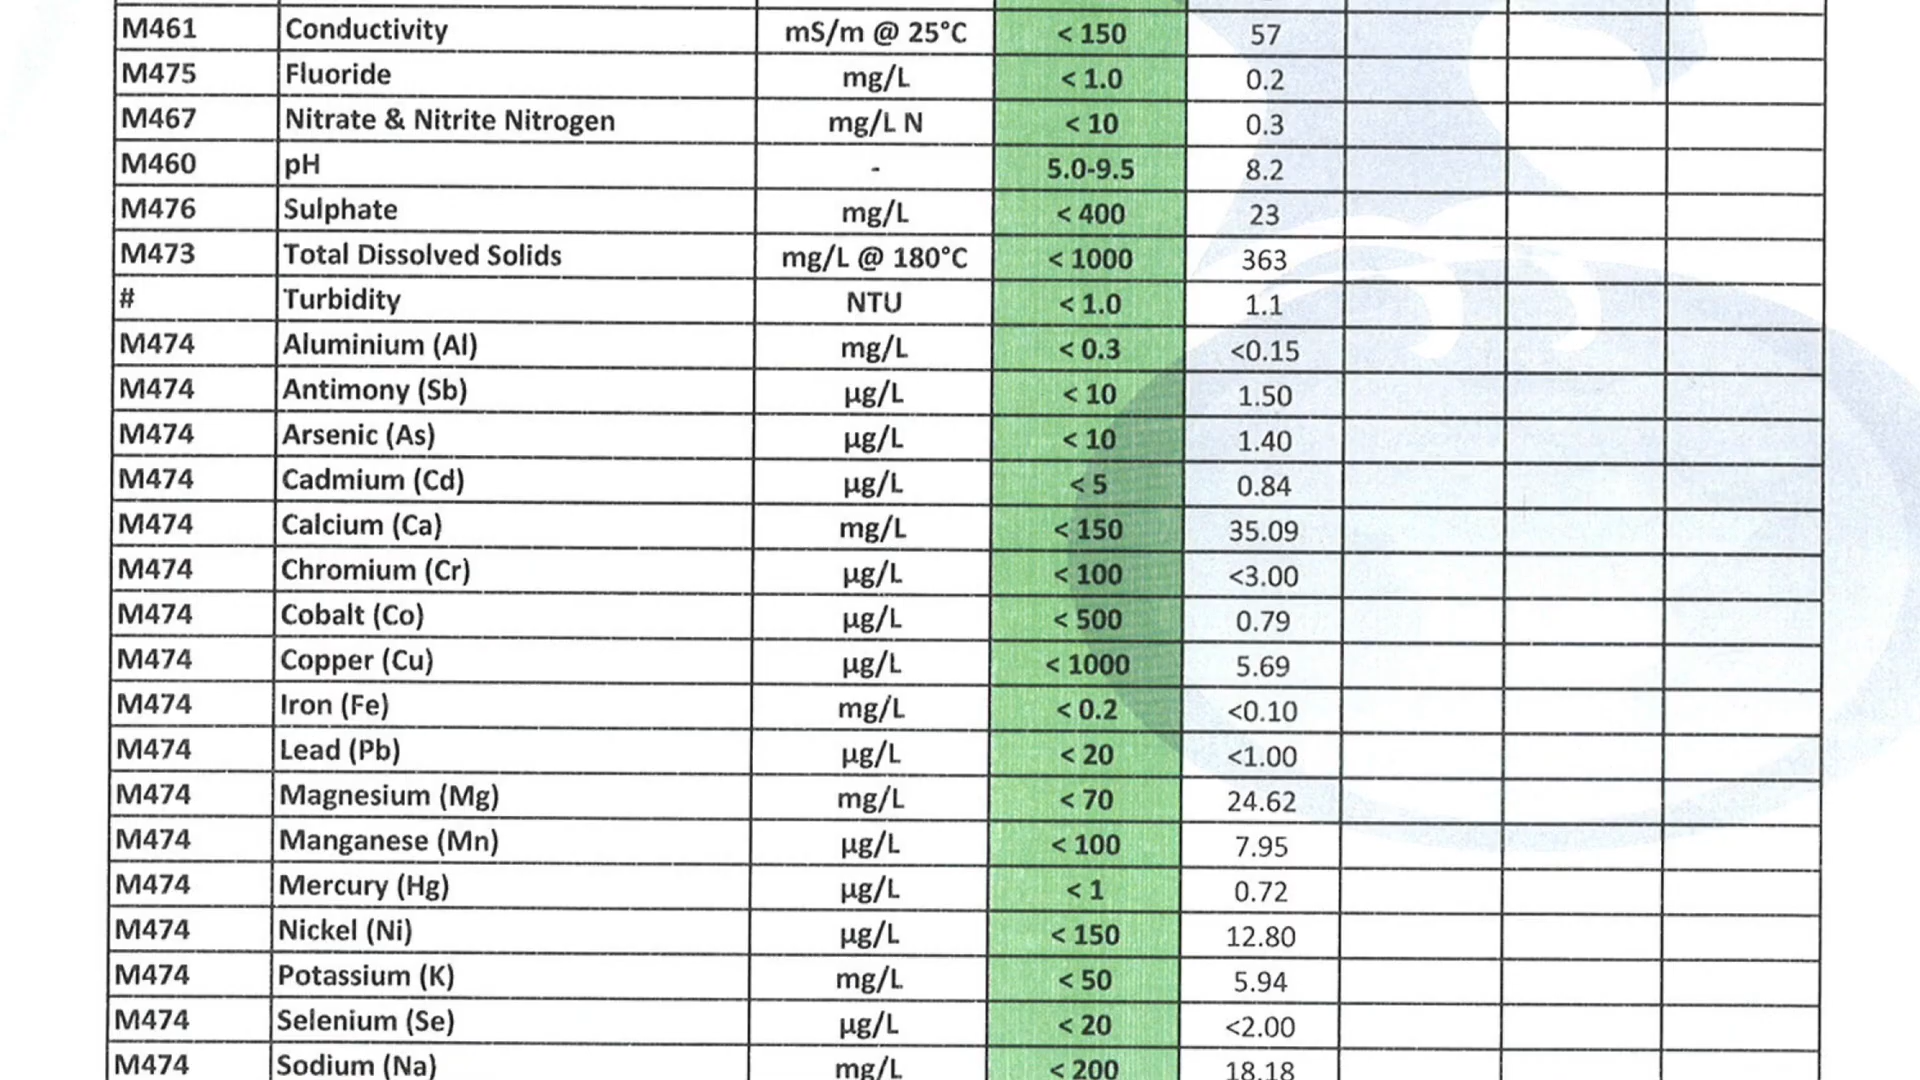 M461 Conductivity mS/m @ 25°C < 150 57
M475 Fluoride mg/L < 1.0 0.2
M467 Nitrate & Nitrite Nitrogen mg/L N < 10 0.3
M460 pH - 5.0-9.5 8.2
M476 Sulphate mg/L < 400 23
M473 Total Dissolved Solids mg/L @ 180°C < 1000 363
# Turbidity NTU < 1.0 1.1
M474 Aluminium (Al) mg/L < 0.3 <0.15
M474 Antimony (Sb) µg/L < 10 1.50
M474 Arsenic (As) µg/L < 10 1.40
M474 Cadmium (Cd) µg/L < 5 0.84
M474 Calcium (Ca) mg/L < 150 35.09
M474 Chromium (Cr) µg/L < 100 <3.00
M474 Cobalt (Co) µg/L < 500 0.79
M474 Copper (Cu) µg/L < 1000 5.69
M474 Iron (Fe) mg/L < 0.2 <0.10
M474 Lead (Pb) µg/L < 20 <1.00
M474 Magnesium (Mg) mg/L < 70 24.62
M474 Manganese (Mn) µg/L < 100 7.95
M474 Mercury (Hg) µg/L < 1 0.72
M474 Nickel (Ni) µg/L < 150 12.80
M474 Potassium (K) mg/L < 50 5.94
M474 Selenium (Se) µg/L < 20 <2.00
M474 Sodium (Na) mg/L < 200 18.18